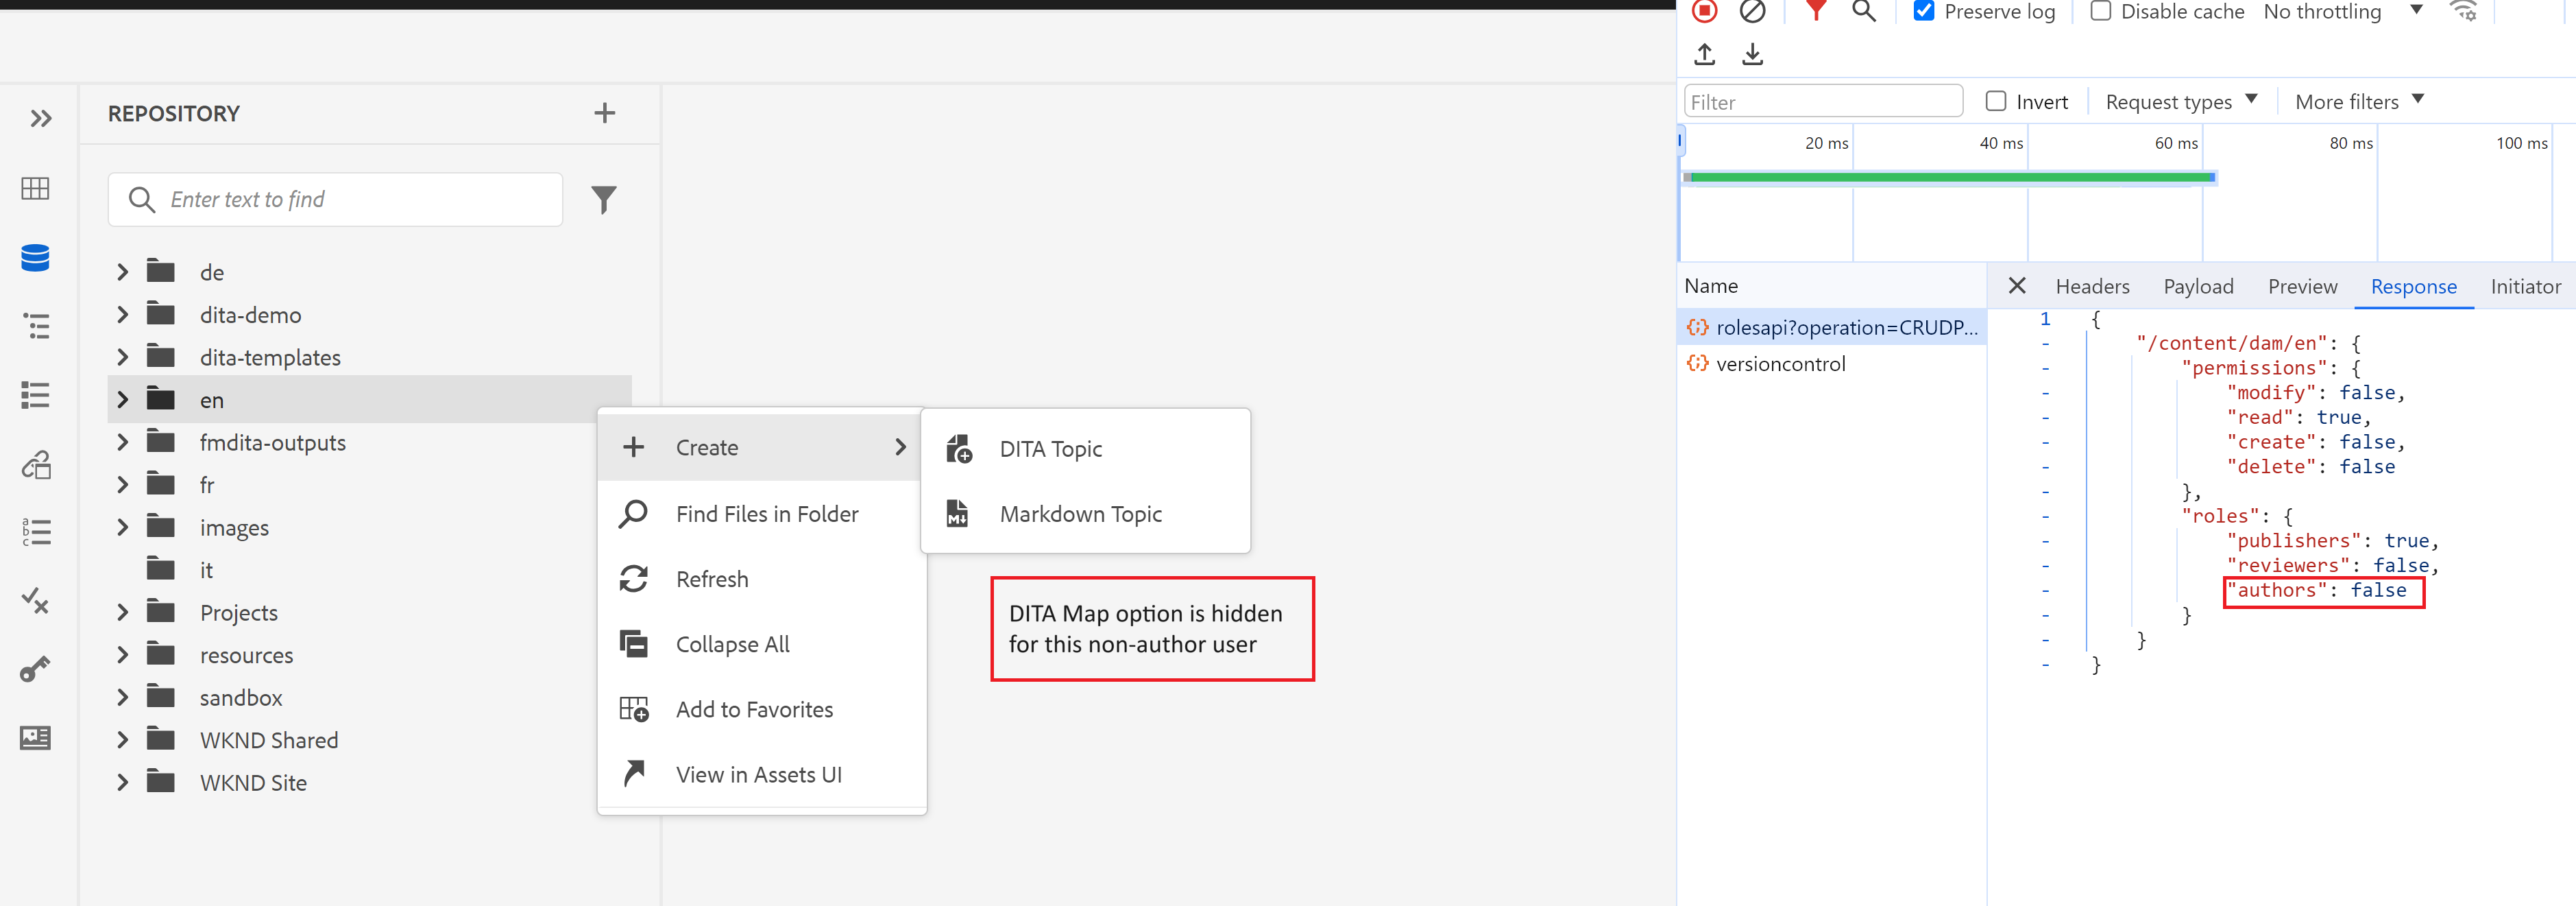 REPOSITORY
Enter text to find
de
dita-demo
dita-templates
en
fmdita-outputs
fr
images
it
Projects
resources
sandbox
WKND Shared
WKND Site
Create
Find Files in Folder
Refresh
Collapse All
Add to Favorites
View in Assets UI
DITA Topic
Markdown Topic
DITA Map option is hidden
for this non-author user
Preserve log
Disable cache
No throttling
Filter
Invert
Request types
More filters
20 ms
40 ms
60 ms
80 ms
100 ms
Name
Headers
Payload
Preview
Response
Initiator
rolesapi?operation=CRUDP...
versioncontrol
1 {
- "/content/dam/en": {
- "permissions": {
- "modify": false,
- "read": true,
- "create": false,
- "delete": false
- },
- "roles": {
- "publishers": true,
- "reviewers": false,
- "authors": false
- }
- }
- }